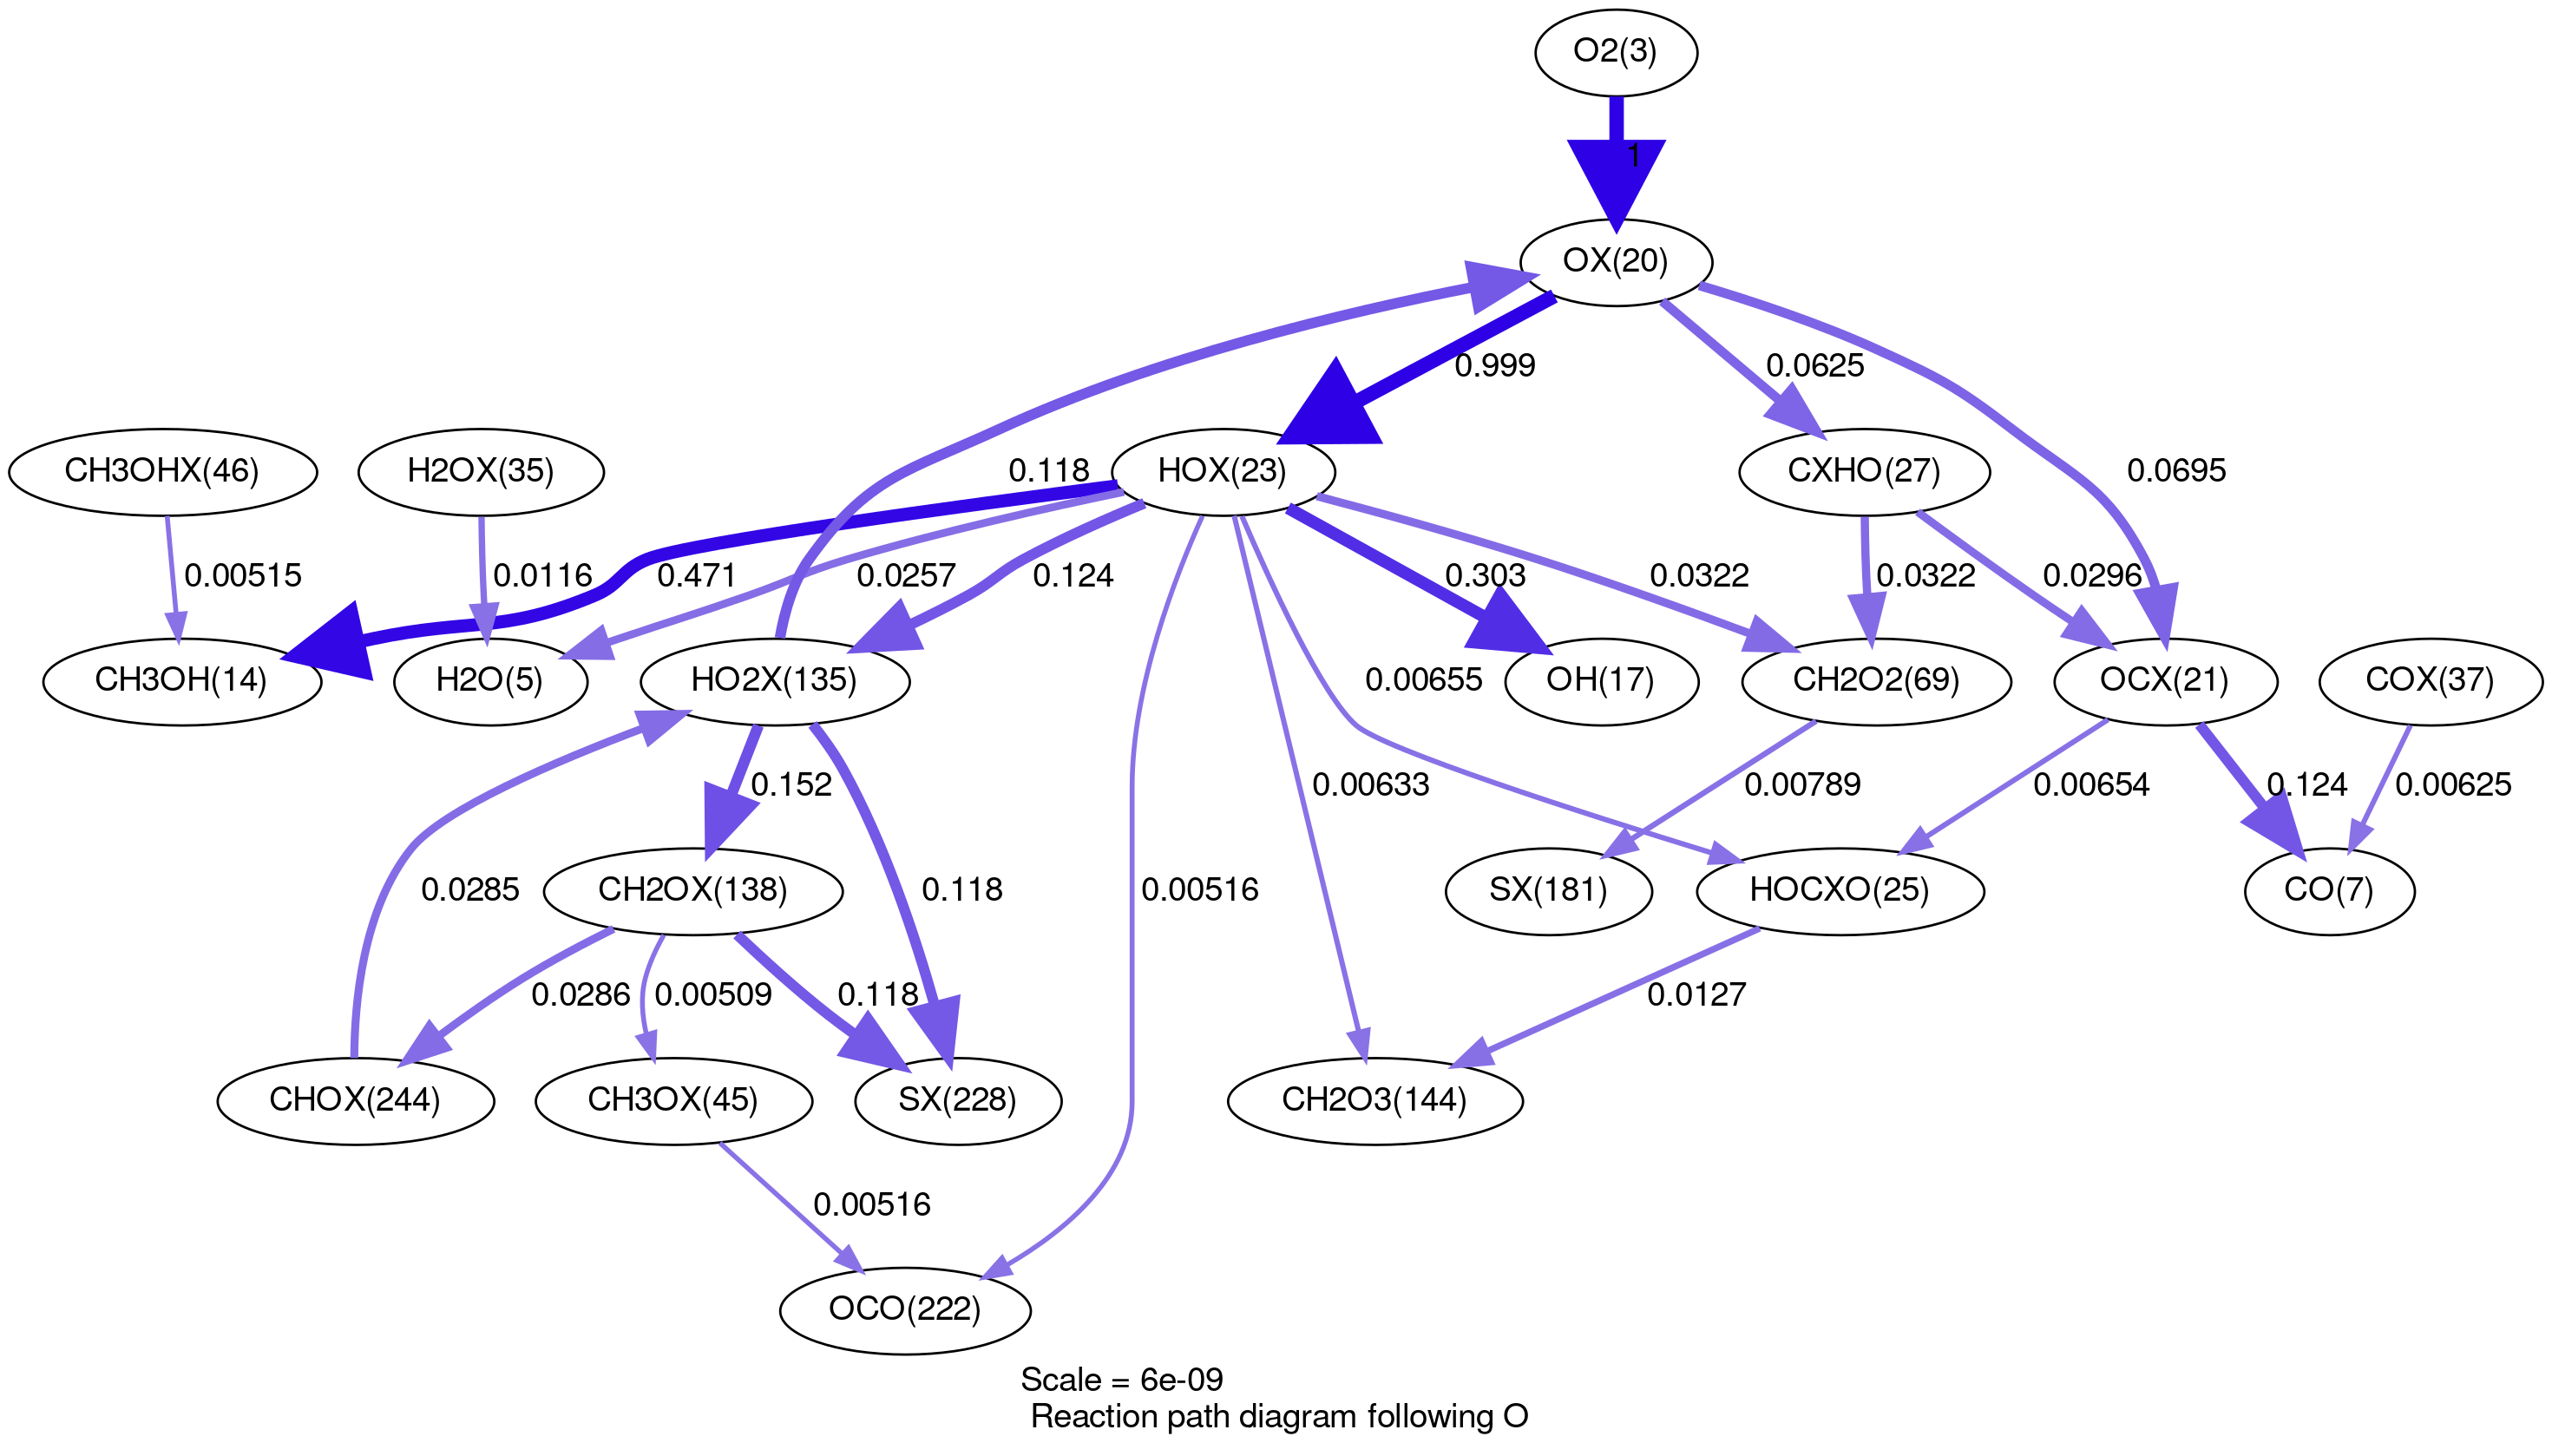 O2(3)
1
OX(20)
0.999
0.0625
CH3OHX(46)
H2OX(35)
0.118
HOX(23)
CXHO(27)
0.0695
0.00515
0.0116
0.471
0.0257
0.124
0.303
0.0322
0.0322
0.0296
CH3OH(14)
H2O(5)
HO2X(135)
0.00655
OH(17)
CH2O2(69)
OCX(21)
COX(37)
0.152
0.00633
0.00789
0.00654
0.124
0.00625
0.0285
CH2OX(138)
0.118
0.00516
SX(181)
HOCXO(25)
CO(7)
0.0286
0.00509
0.118
0.0127
CHOX(244)
CH3OX(45)
SX(228)
CH2O3(144)
0.00516
OCO(222)
Scale = 6e-09
Reaction path diagram following O